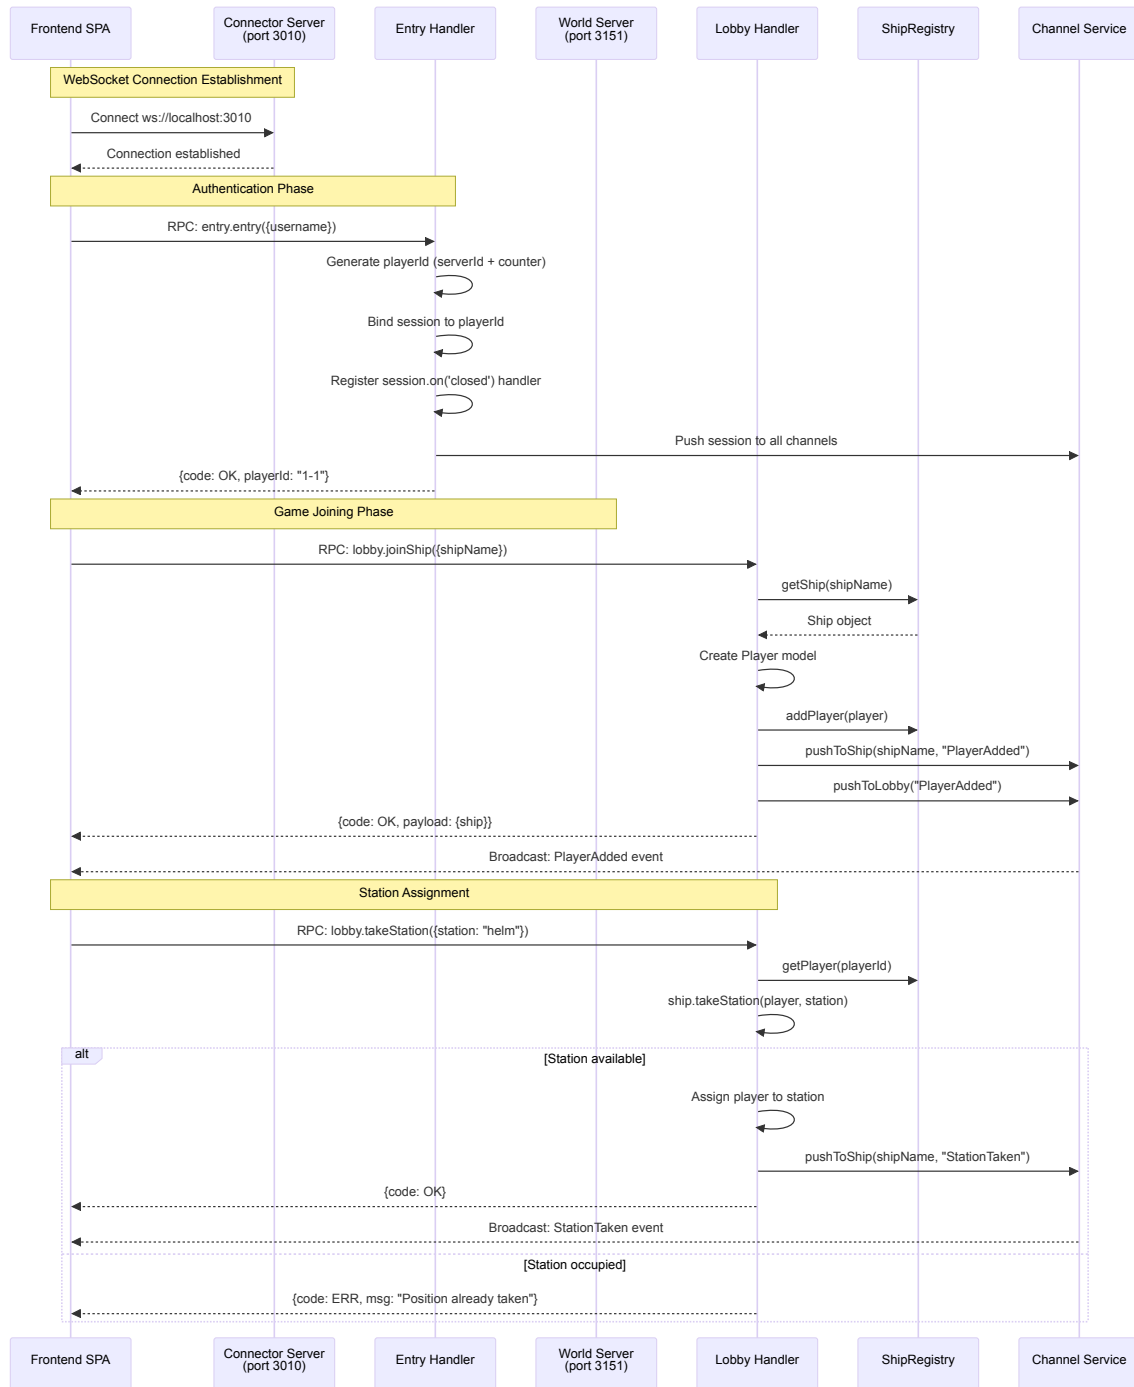 Frontend SPA
Connector Server
(port 3010)
Entry Handler
World Server
(port 3151)
Lobby Handler
ShipRegistry
Channel Service
WebSocket Connection Establishment
Connect ws://localhost:3010
Connection established
Authentication Phase
RPC: entry.entry({username})
Generate playerId (serverId + counter)
Bind session to playerId
Register session.on('closed') handler
Push session to all channels
{code: OK, playerId: "1-1"}
Game Joining Phase
RPC: lobby.joinShip({shipName})
getShip(shipName)
Ship object
Create Player model
addPlayer(player)
pushToShip(shipName, "PlayerAdded")
pushToLobby("PlayerAdded")
{code: OK, payload: {ship}}
Broadcast: PlayerAdded event
Station Assignment
RPC: lobby.takeStation({station: "helm"})
getPlayer(playerId)
ship.takeStation(player, station)
alt
[Station available]
Assign player to station
pushToShip(shipName, "StationTaken")
{code: OK}
Broadcast: StationTaken event
[Station occupied]
{code: ERR, msg: "Position already taken"}
Frontend SPA
Connector Server
(port 3010)
Entry Handler
World Server
(port 3151)
Lobby Handler
ShipRegistry
Channel Service